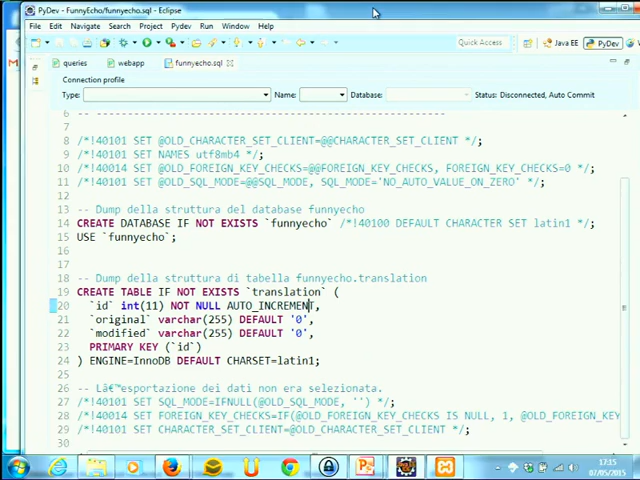 PyDev - FunnyEcho/funnyecho.sql - Eclipse
File Edit Navigate Search Project Pydev Run Window Help
Quick Access
Java EE
PyDev
queries
webapp
funnyecho.sql
Connection profile
Type:
Name:
Database:
Status: Disconnected, Auto Commit
6 -- --------------------------------------------------------
7
8 /*!40101 SET @OLD_CHARACTER_SET_CLIENT=@@CHARACTER_SET_CLIENT */;
9 /*!40101 SET NAMES utf8mb4 */;
10 /*!40014 SET @OLD_FOREIGN_KEY_CHECKS=@@FOREIGN_KEY_CHECKS, FOREIGN_KEY_CHECKS=0 */;
11 /*!40101 SET @OLD_SQL_MODE=@@SQL_MODE, SQL_MODE='NO_AUTO_VALUE_ON_ZERO' */;
12
13 -- Dump della struttura del database funnyecho
14 CREATE DATABASE IF NOT EXISTS `funnyecho` /*!40100 DEFAULT CHARACTER SET latin1 */;
15 USE `funnyecho`;
16
17
18 -- Dump della struttura di tabella funnyecho.translation
19 CREATE TABLE IF NOT EXISTS `translation` (
20 `id` int(11) NOT NULL AUTO_INCREMENT,
21 `original` varchar(255) DEFAULT '0',
22 `modified` varchar(255) DEFAULT '0',
23 PRIMARY KEY (`id`)
24 ) ENGINE=InnoDB DEFAULT CHARSET=latin1;
25
26 -- Lâ€™esportazione dei dati non era selezionata.
27 /*!40101 SET SQL_MODE=IFNULL(@OLD_SQL_MODE, '') */;
28 /*!40014 SET FOREIGN_KEY_CHECKS=IF(@OLD_FOREIGN_KEY_CHECKS IS NULL, 1, @OLD_FOREIGN_KEY
29 /*!40101 SET CHARACTER_SET_CLIENT=@OLD_CHARACTER_SET_CLIENT */;
30
17:15
07/05/2015